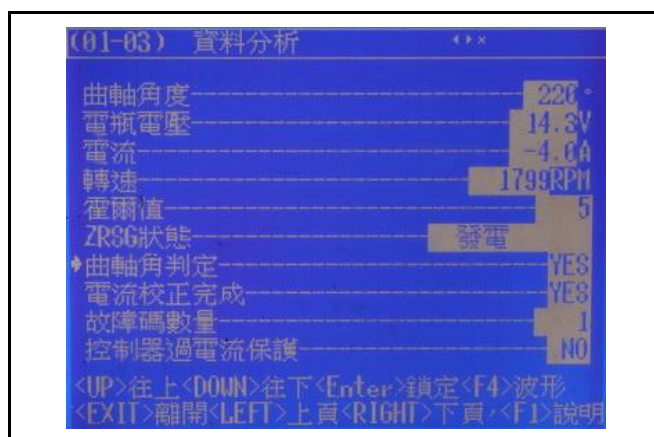 (01-03) 資料分析
曲軸角度 220°
電瓶電壓 14.3V
電流 -4.0A
轉速 1799RPM
霍爾值 5
ZRSG狀態 發電
曲軸角判定 YES
電流校正完成 YES
故障碼數量 1
控制器過電流保護 NO
<UP>往上<DOWN>往下<Enter>鎖定<F4>波形
<EXIT>離開<LEFT>上頁<RIGHT>下頁,<F1>說明